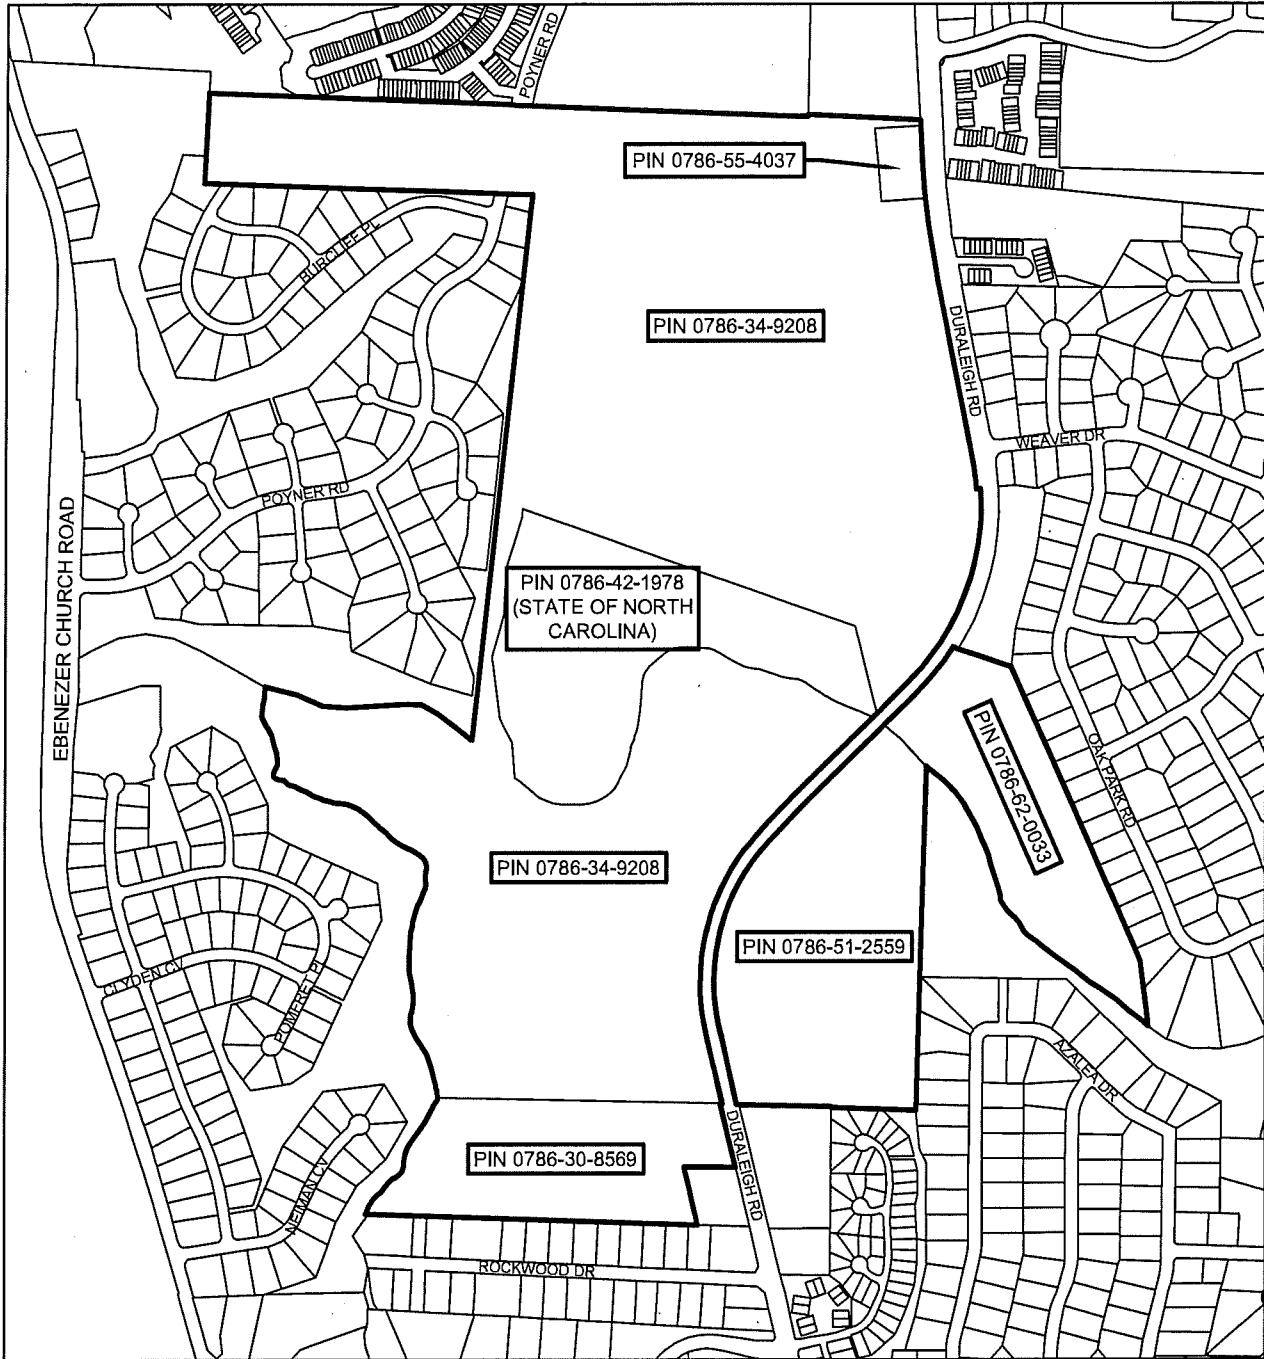 POYNER RD
PIN 0786-55-4037
BURCLIFF PL
PIN 0786-34-9208
DURALEIGH RD
WEAVER DR
POYNER RD
EBENEZER CHURCH ROAD
PIN 0786-42-1978
(STATE OF NORTH
CAROLINA)
PIN 0786-62-0033
OAK PARK RD
PIN 0786-34-9208
PIN 0786-51-2559
CLYDEN CV
POMFRET PL
AZALEA DR
DURALEIGH RD
PIN 0786-30-8569
NEIMAN CV
ROCKWOOD DR